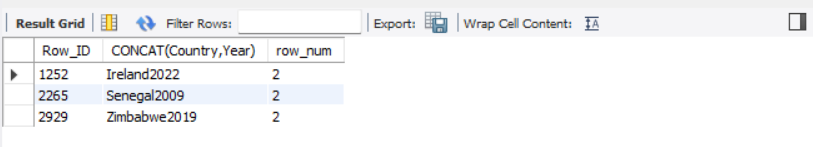 Result Grid Filter Rows: Export: Wrap Cell Content: IA
Row_ID CONCAT(Country,Year) row_num
1252 Ireland2022 2
2265 Senegal2009 2
2929 Zimbabwe2019 2